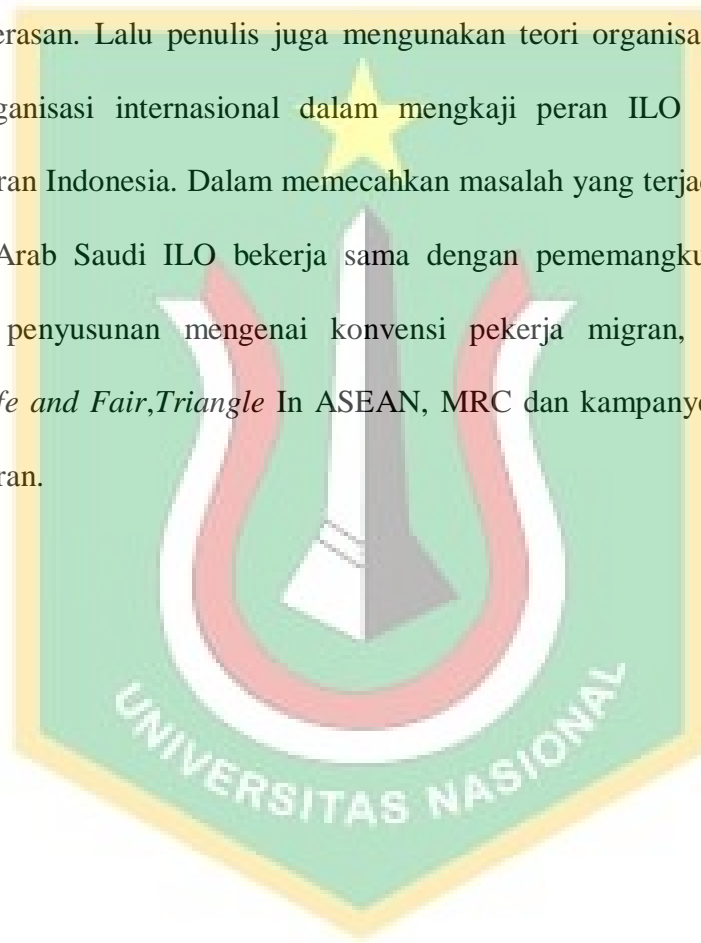 erasan. Lalu penulis juga mengunakan teori organisa
ganisasi internasional dalam mengkaji peran ILO
ran Indonesia. Dalam memecahkan masalah yang terjad
Arab Saudi ILO bekerja sama dengan pememangku
penyusunan mengenai konvensi pekerja migran,
fe and Fair,Triangle In ASEAN, MRC dan kampanye
ran.
UNIVERSITAS NASIONAL